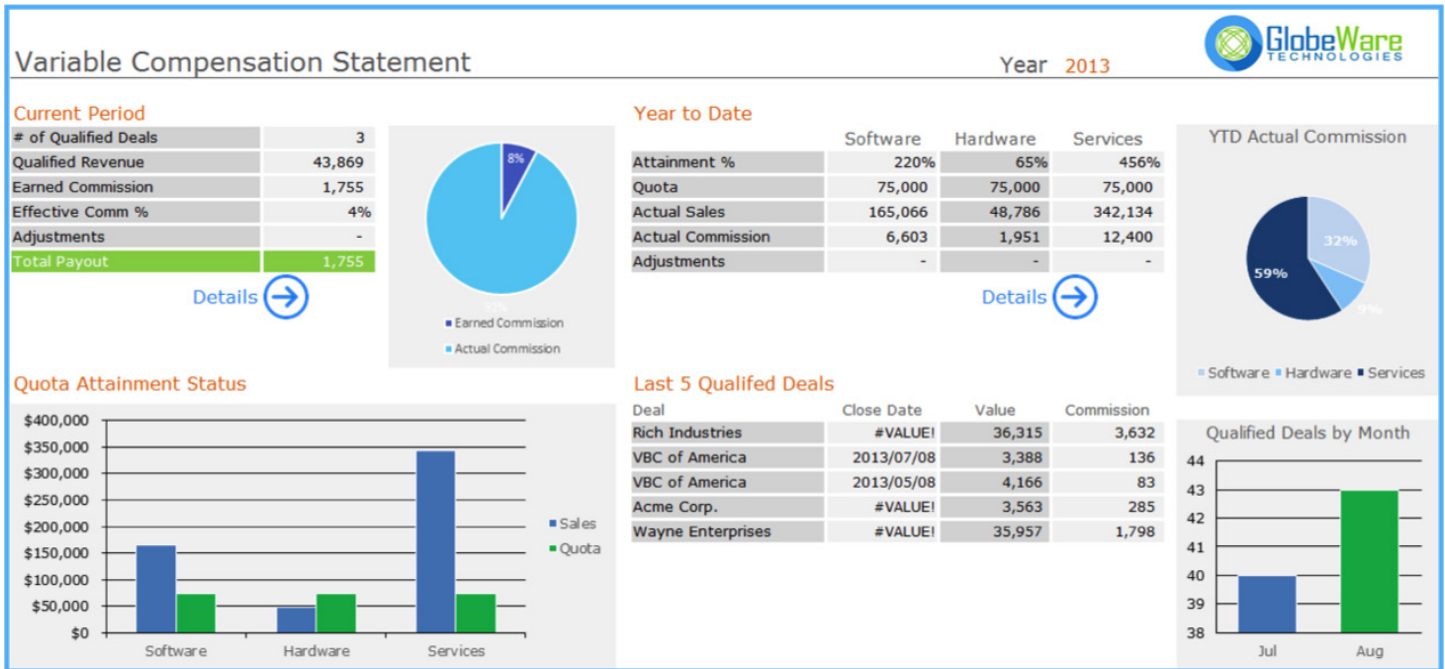 GlobeWare
TECHNOLOGIES
Variable Compensation Statement
Year 2013
Current Period
# of Qualified Deals 3
Qualified Revenue 43,869
Earned Commission 1,755
Effective Comm % 4%
Adjustments -
Total Payout 1,755
Details
8%
92%
Earned Commission
Actual Commission
Year to Date
Software Hardware Services
Attainment % 220% 65% 456%
Quota 75,000 75,000 75,000
Actual Sales 165,066 48,786 342,134
Actual Commission 6,603 1,951 12,400
Adjustments - - -
Details
YTD Actual Commission
32%
59%
9%
Software Hardware Services
Quota Attainment Status
$400,000
$350,000
$300,000
$250,000
$200,000
$150,000
$100,000
$50,000
$0
Software Hardware Services
Sales
Quota
Last 5 Qualifed Deals
Deal Close Date Value Commission
Rich Industries #VALUE! 36,315 3,632
VBC of America 2013/07/08 3,388 136
VBC of America 2013/05/08 4,166 83
Acme Corp. #VALUE! 3,563 285
Wayne Enterprises #VALUE! 35,957 1,798
Qualified Deals by Month
44
43
42
41
40
39
38
Jul Aug